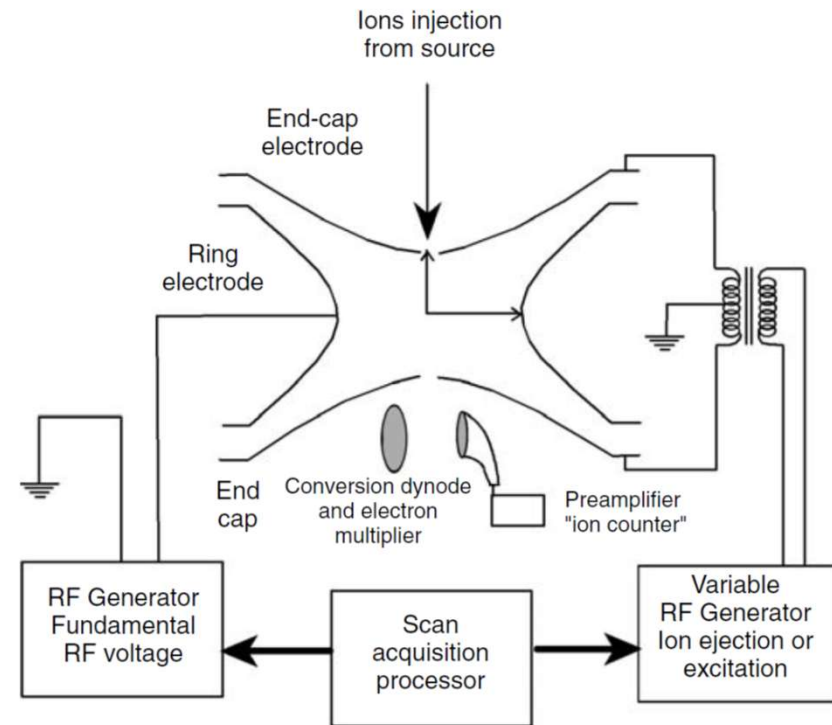 Ions injection
from source
End-cap
electrode
Ring
electrode
End
cap
Conversion dynode
and electron
multiplier
Preamplifier
"ion counter"
RF Generator
Fundamental
RF voltage
Scan
acquisition
processor
Variable
RF Generator
Ion ejection or
excitation